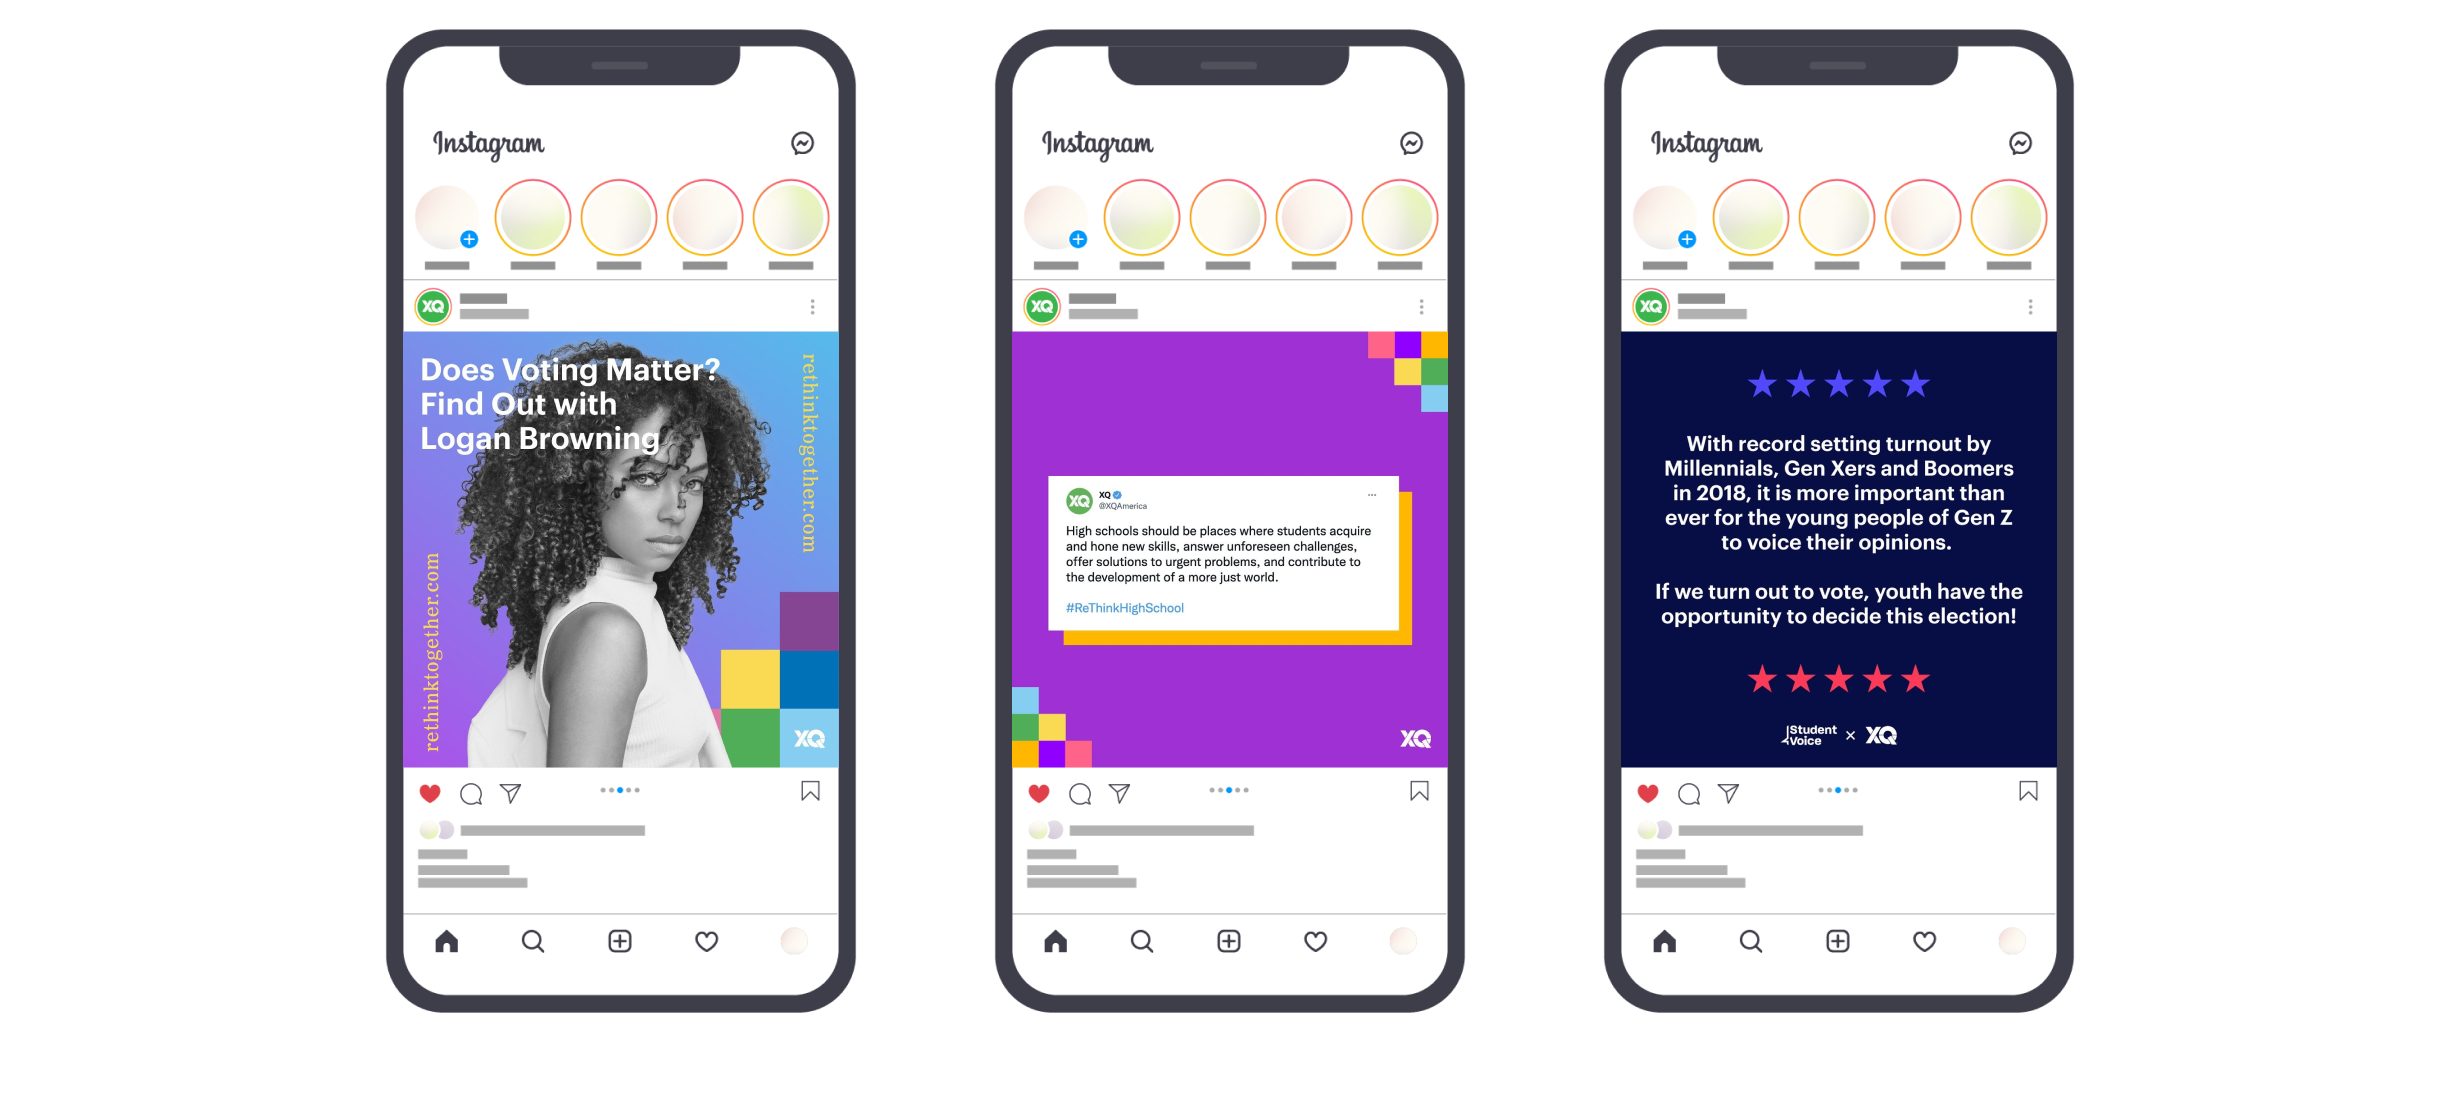 Instagram
XQ
Does Voting Matter?
Find Out with
Logan Browning
rethinktogether.com
rethinktogether.com
XQ
Instagram
XQ
XQ
XQ
@XQAmerica
High schools should be places where students acquire
and hone new skills, answer unforeseen challenges,
offer solutions to urgent problems, and contribute to
the development of a more just world.
#ReThinkHighSchool
XQ
Instagram
XQ
With record setting turnout by
Millennials, Gen Xers and Boomers
in 2018, it is more important than
ever for the young people of Gen Z
to voice their opinions.
If we turn out to vote, youth have the
opportunity to decide this election!
Student
Voice
× XQ